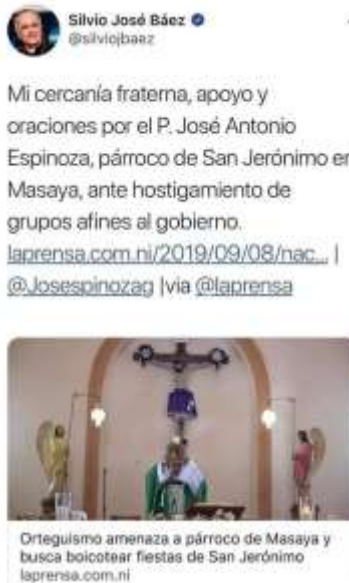 Silvio José Báez
@silviojbaez
Mi cercanía fraterna, apoyo y
oraciones por el P. José Antonio
Espinoza, párroco de San Jerónimo en
Masaya, ante hostigamiento de
grupos afines al gobierno.
laprensa.com.ni/2019/09/08/nac... |
@Josespinozag |via @laprensa
Orteguismo amenaza a párroco de Masaya y
busca boicotear fiestas de San Jerónimo
laprensa.com.ni